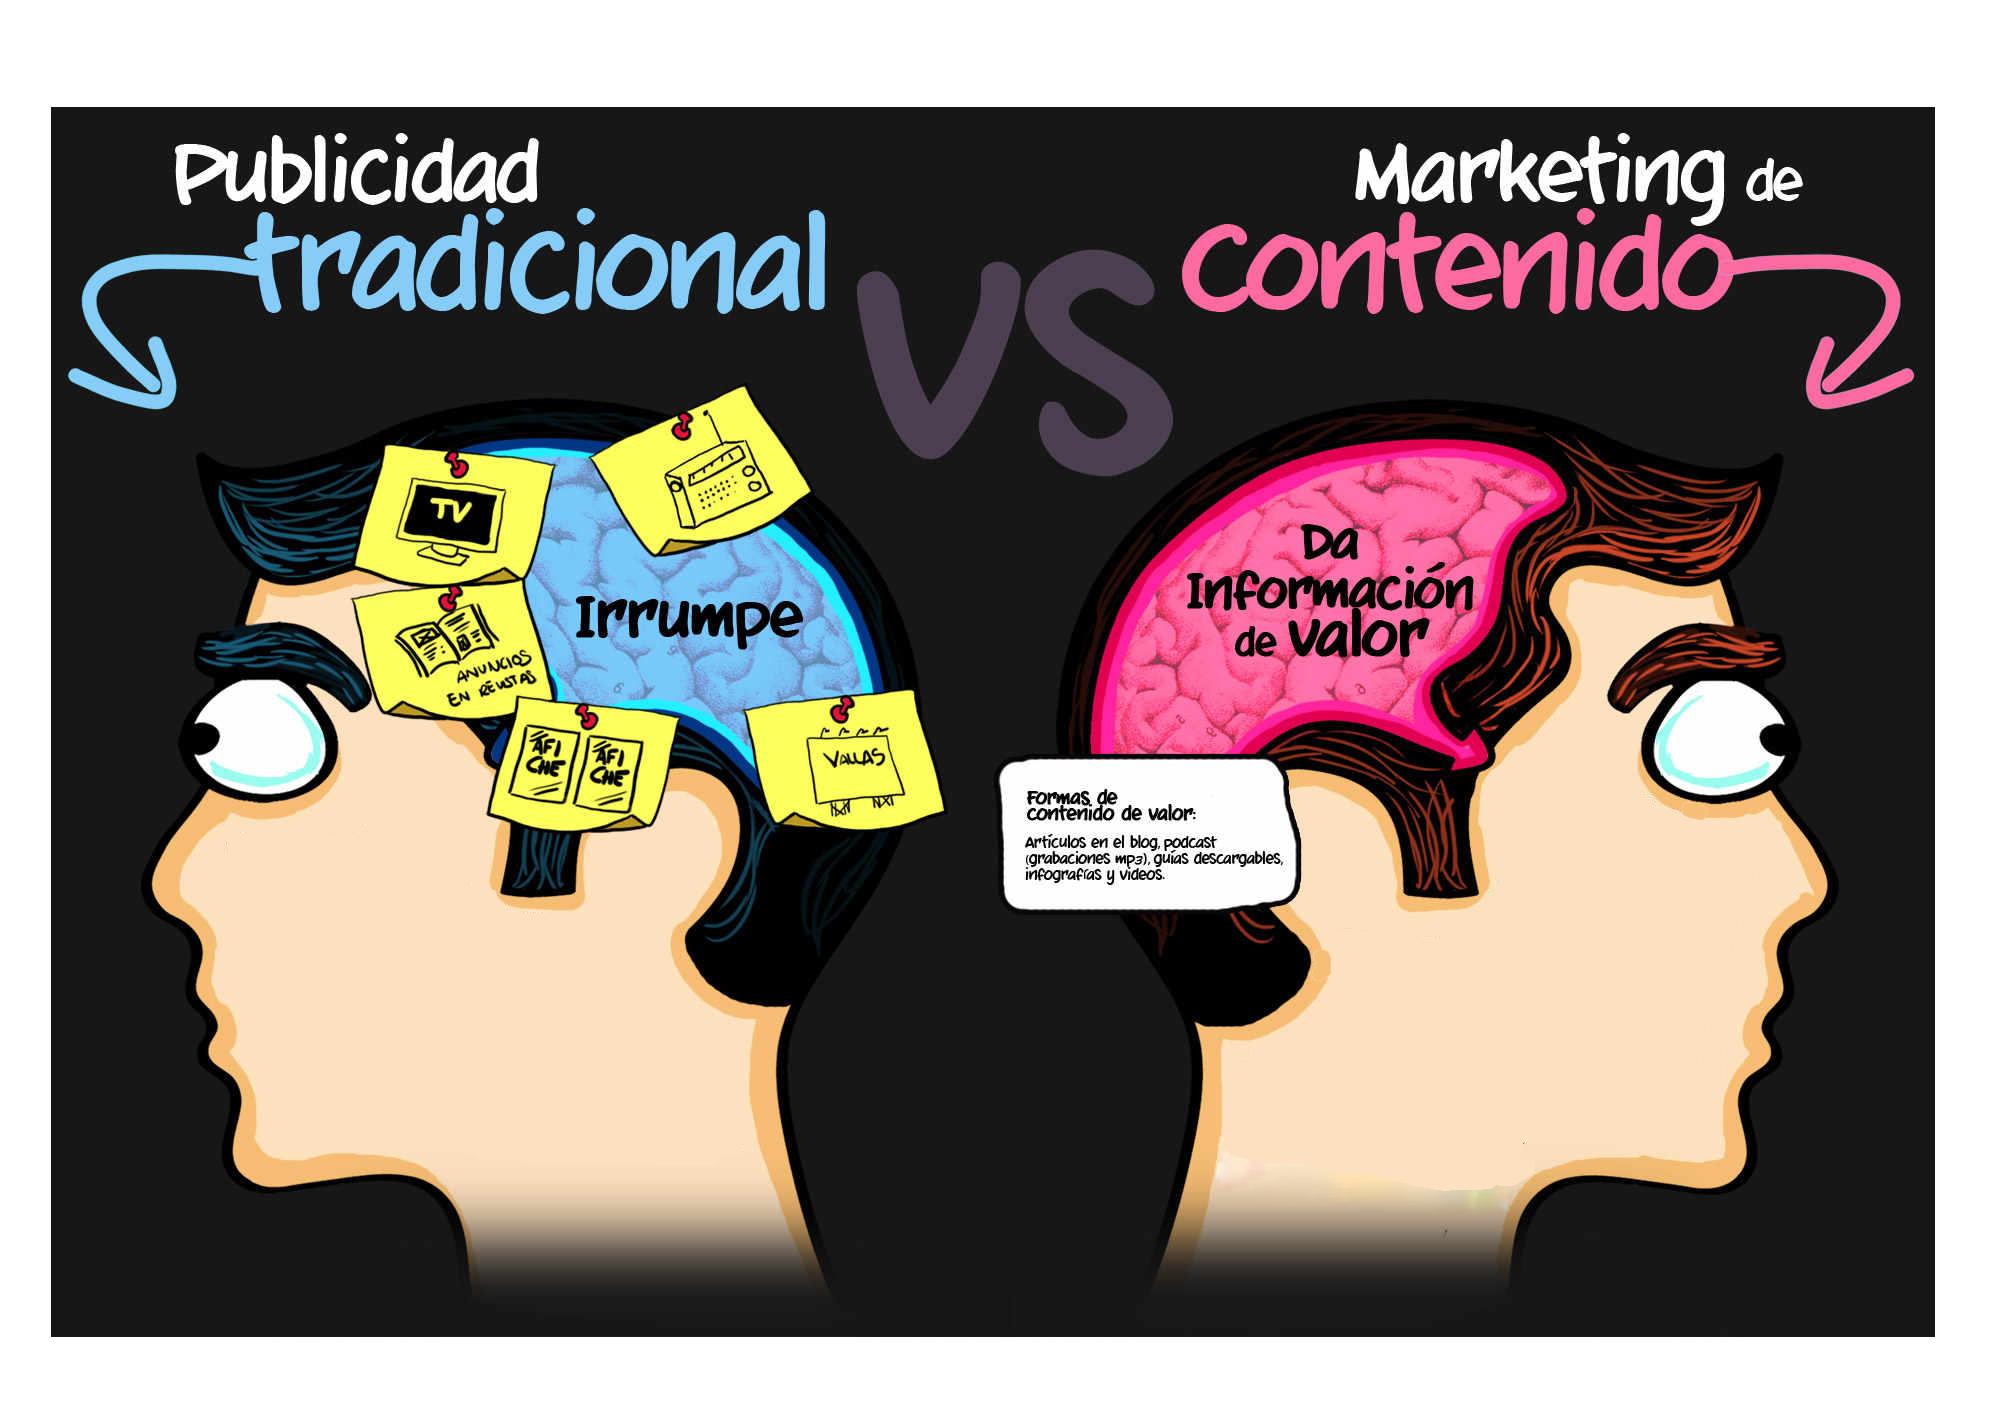 Publicidad
tradicional
VS
Marketing de
contenido
TV
Irrumpe
ANUNCIOS
EN REVISTAS
AFI
CHE
AFI
CHE
VALLAS
Da
Información
de valor
Formas de
contenido de valor:
Artículos en el blog, podcast
(grabaciones mp3), guías descargables,
infografías y videos.